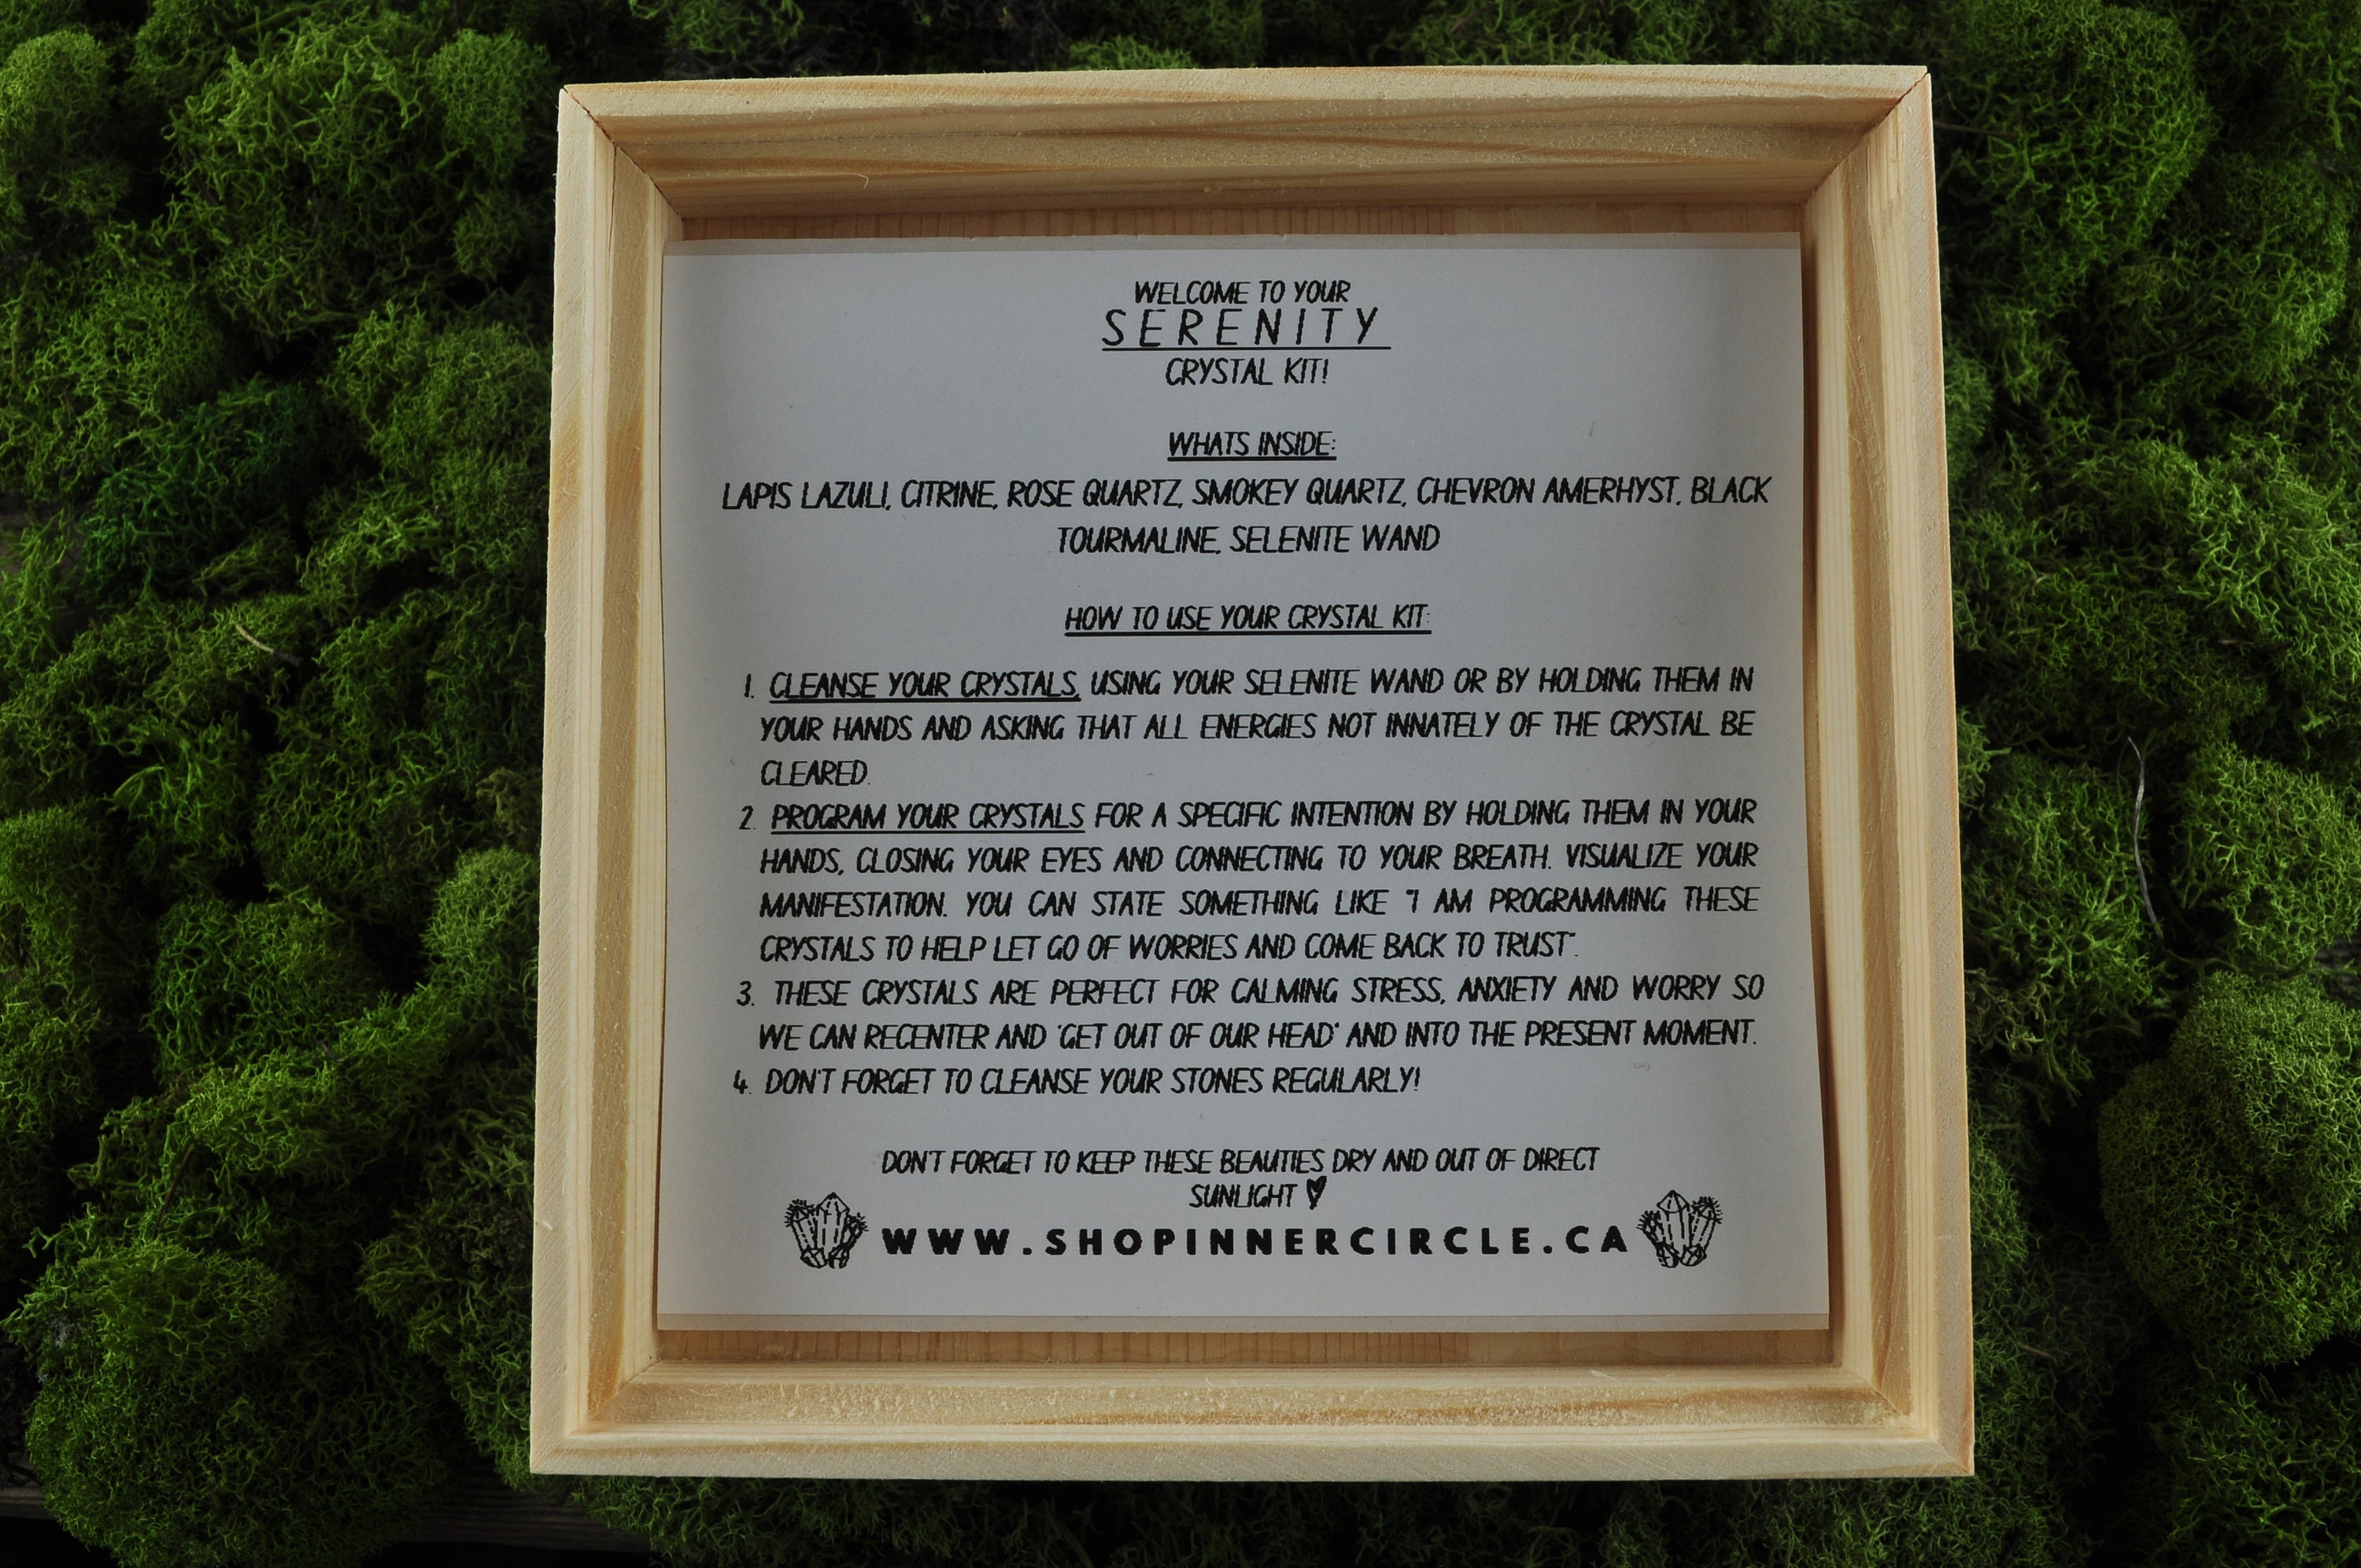 WELCOME TO YOUR
SERENITY
CRYSTAL KIT!
WHATS INSIDE:
LAPIS LAZULI, CITRINE, ROSE QUARTZ, SMOKEY QUARTZ, CHEVRON AMERHYST, BLACK
TOURMALINE, SELENITE WAND
HOW TO USE YOUR CRYSTAL KIT:
1. CLEANSE YOUR CRYSTALS, USING YOUR SELENITE WAND OR BY HOLDING THEM IN
YOUR HANDS AND ASKING THAT ALL ENERGIES NOT INNATELY OF THE CRYSTAL BE
CLEARED.
2. PROGRAM YOUR CRYSTALS FOR A SPECIFIC INTENTION BY HOLDING THEM IN YOUR
HANDS, CLOSING YOUR EYES AND CONNECTING TO YOUR BREATH. VISUALIZE YOUR
MANIFESTATION. YOU CAN STATE SOMETHING LIKE "I AM PROGRAMMING THESE
CRYSTALS TO HELP LET GO OF WORRIES AND COME BACK TO TRUST".
3. THESE CRYSTALS ARE PERFECT FOR CALMING STRESS, ANXIETY AND WORRY SO
WE CAN RECENTER AND "GET OUT OF OUR HEAD" AND INTO THE PRESENT MOMENT.
4. DON'T FORGET TO CLEANSE YOUR STONES REGULARLY!
DON'T FORGET TO KEEP THESE BEAUTIES DRY AND OUT OF DIRECT
SUNLIGHT ♥
WWW.SHOPINNERCIRCLE.CA